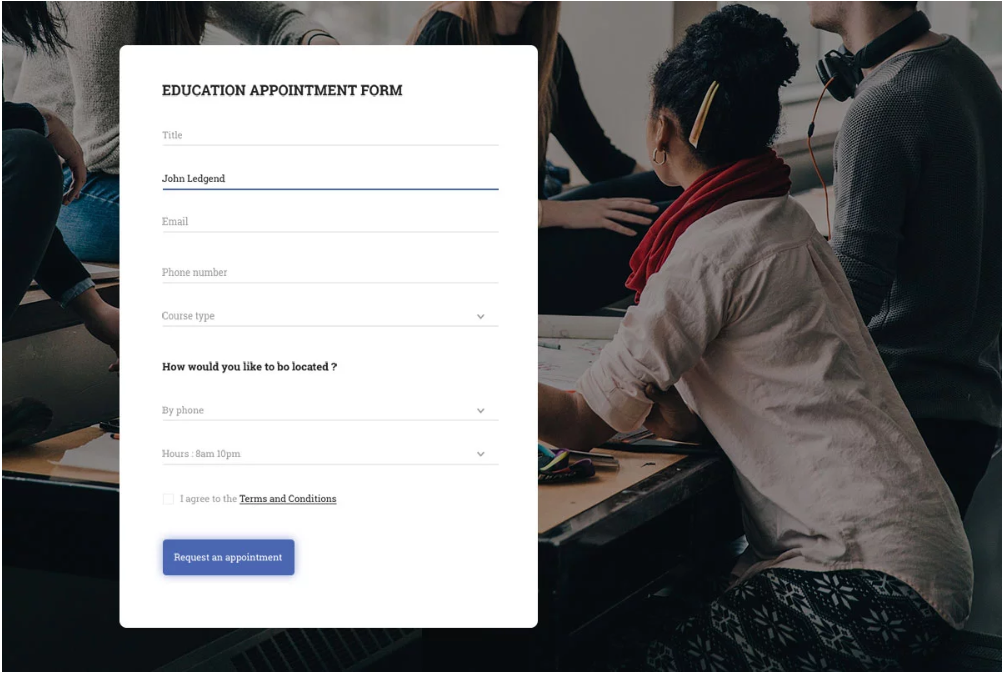 EDUCATION APPOINTMENT FORM
Title
John Ledgend
Email
Phone number
Course type
How would you like to bo located ?
By phone
Hours : 8am 10pm
I agree to the Terms and Conditions
Request an appointment